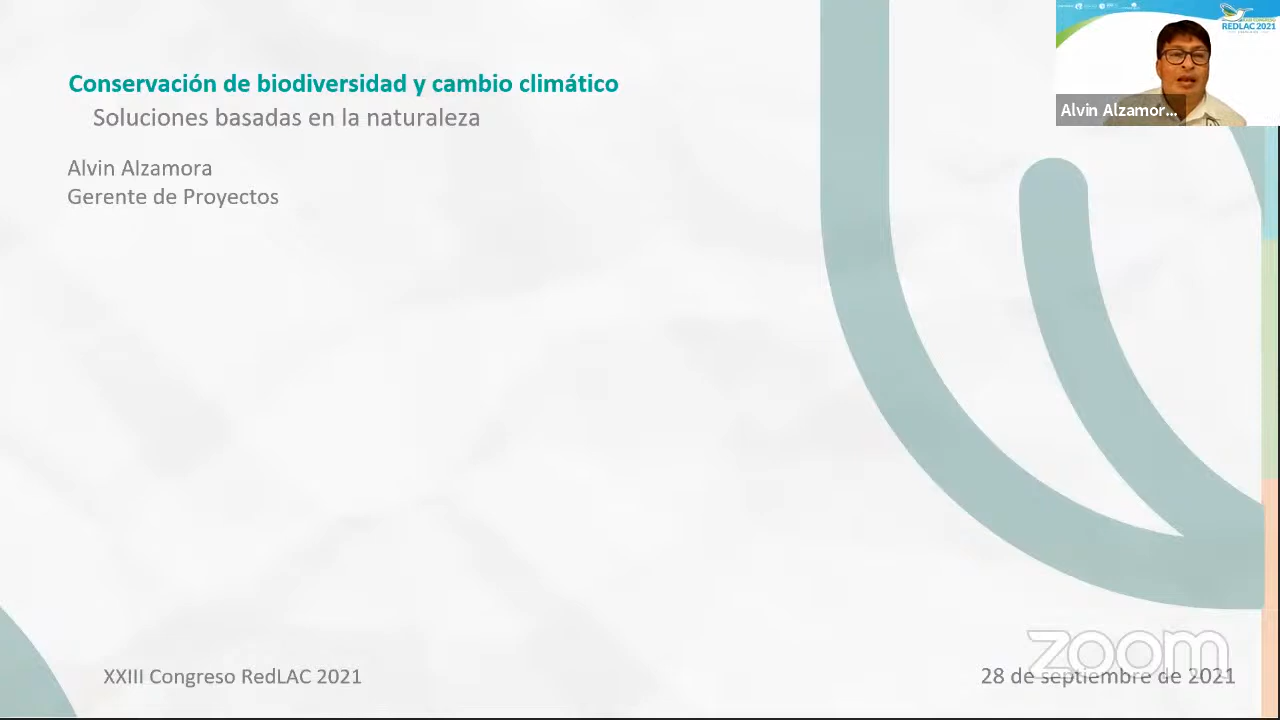 Conservación de biodiversidad y cambio climático
Soluciones basadas en la naturaleza
Alvin Alzamora
Gerente de Proyectos
REDLAC 2021
Alvin Alzamor...
XXIII Congreso RedLAC 2021
zoom
28 de septiembre de 2021